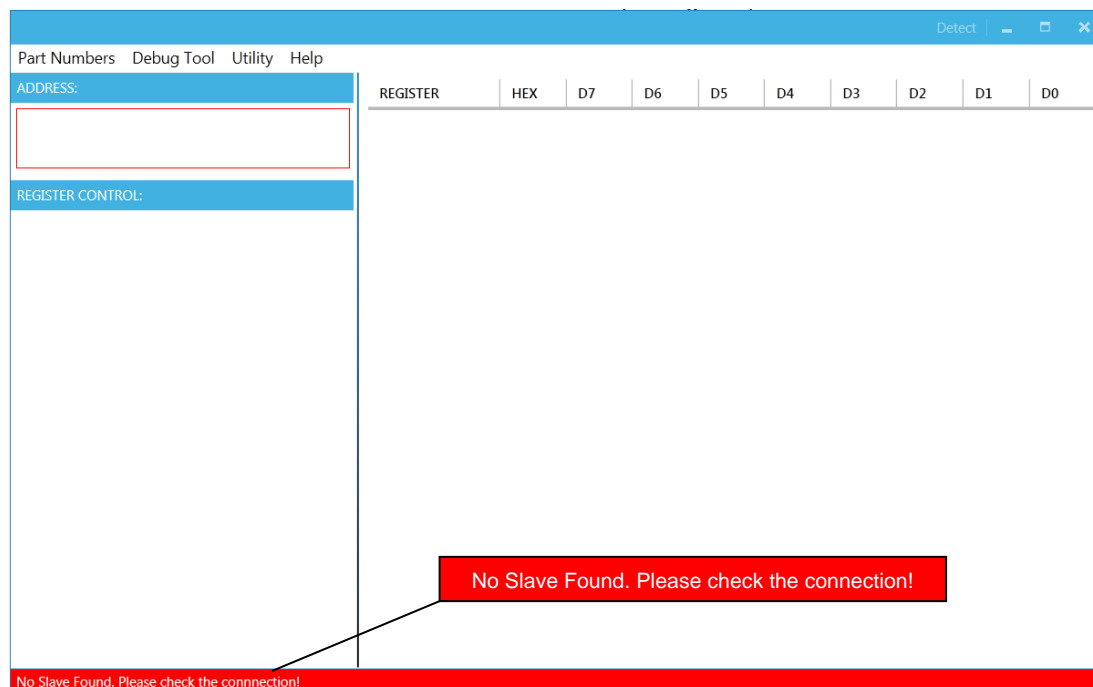 Detect
Part Numbers Debug Tool Utility Help
ADDRESS:
REGISTER HEX D7 D6 D5 D4 D3 D2 D1 D0
REGISTER CONTROL:
No Slave Found. Please check the connection!
No Slave Found. Please check the connnection!